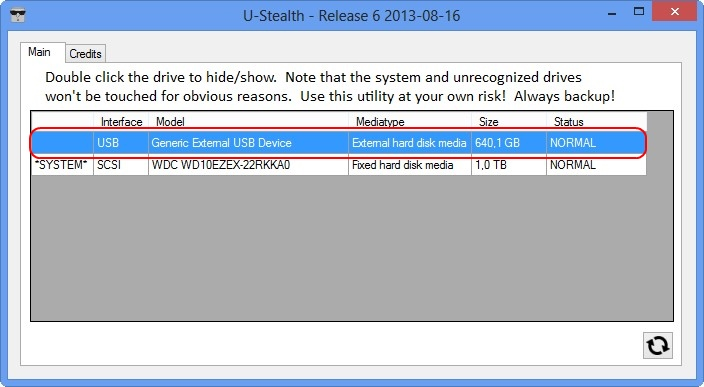 U-Stealth - Release 6 2013-08-16
Main Credits
Double click the drive to hide/show. Note that the system and unrecognized drives
won't be touched for obvious reasons. Use this utility at your own risk! Always backup!
Interface Model Mediatype Size Status
USB Generic External USB Device External hard disk media 640,1 GB NORMAL
*SYSTEM* SCSI WDC WD10EZEX-22RKKA0 Fixed hard disk media 1,0 TB NORMAL